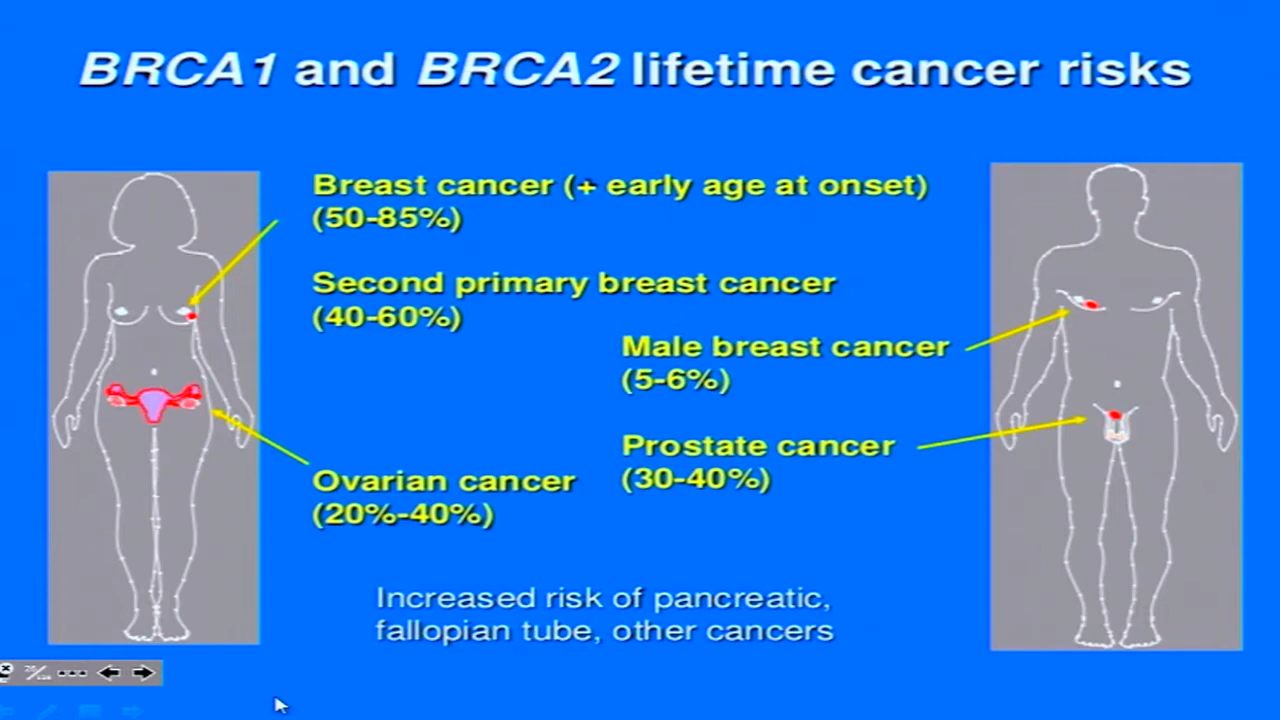 BRCA1 and BRCA2 lifetime cancer risks
Breast cancer (+ early age at onset)
(50-85%)
Second primary breast cancer
(40-60%)
Male breast cancer
(5-6%)
Prostate cancer
(30-40%)
Ovarian cancer
(20%-40%)
Increased risk of pancreatic,
fallopian tube, other cancers